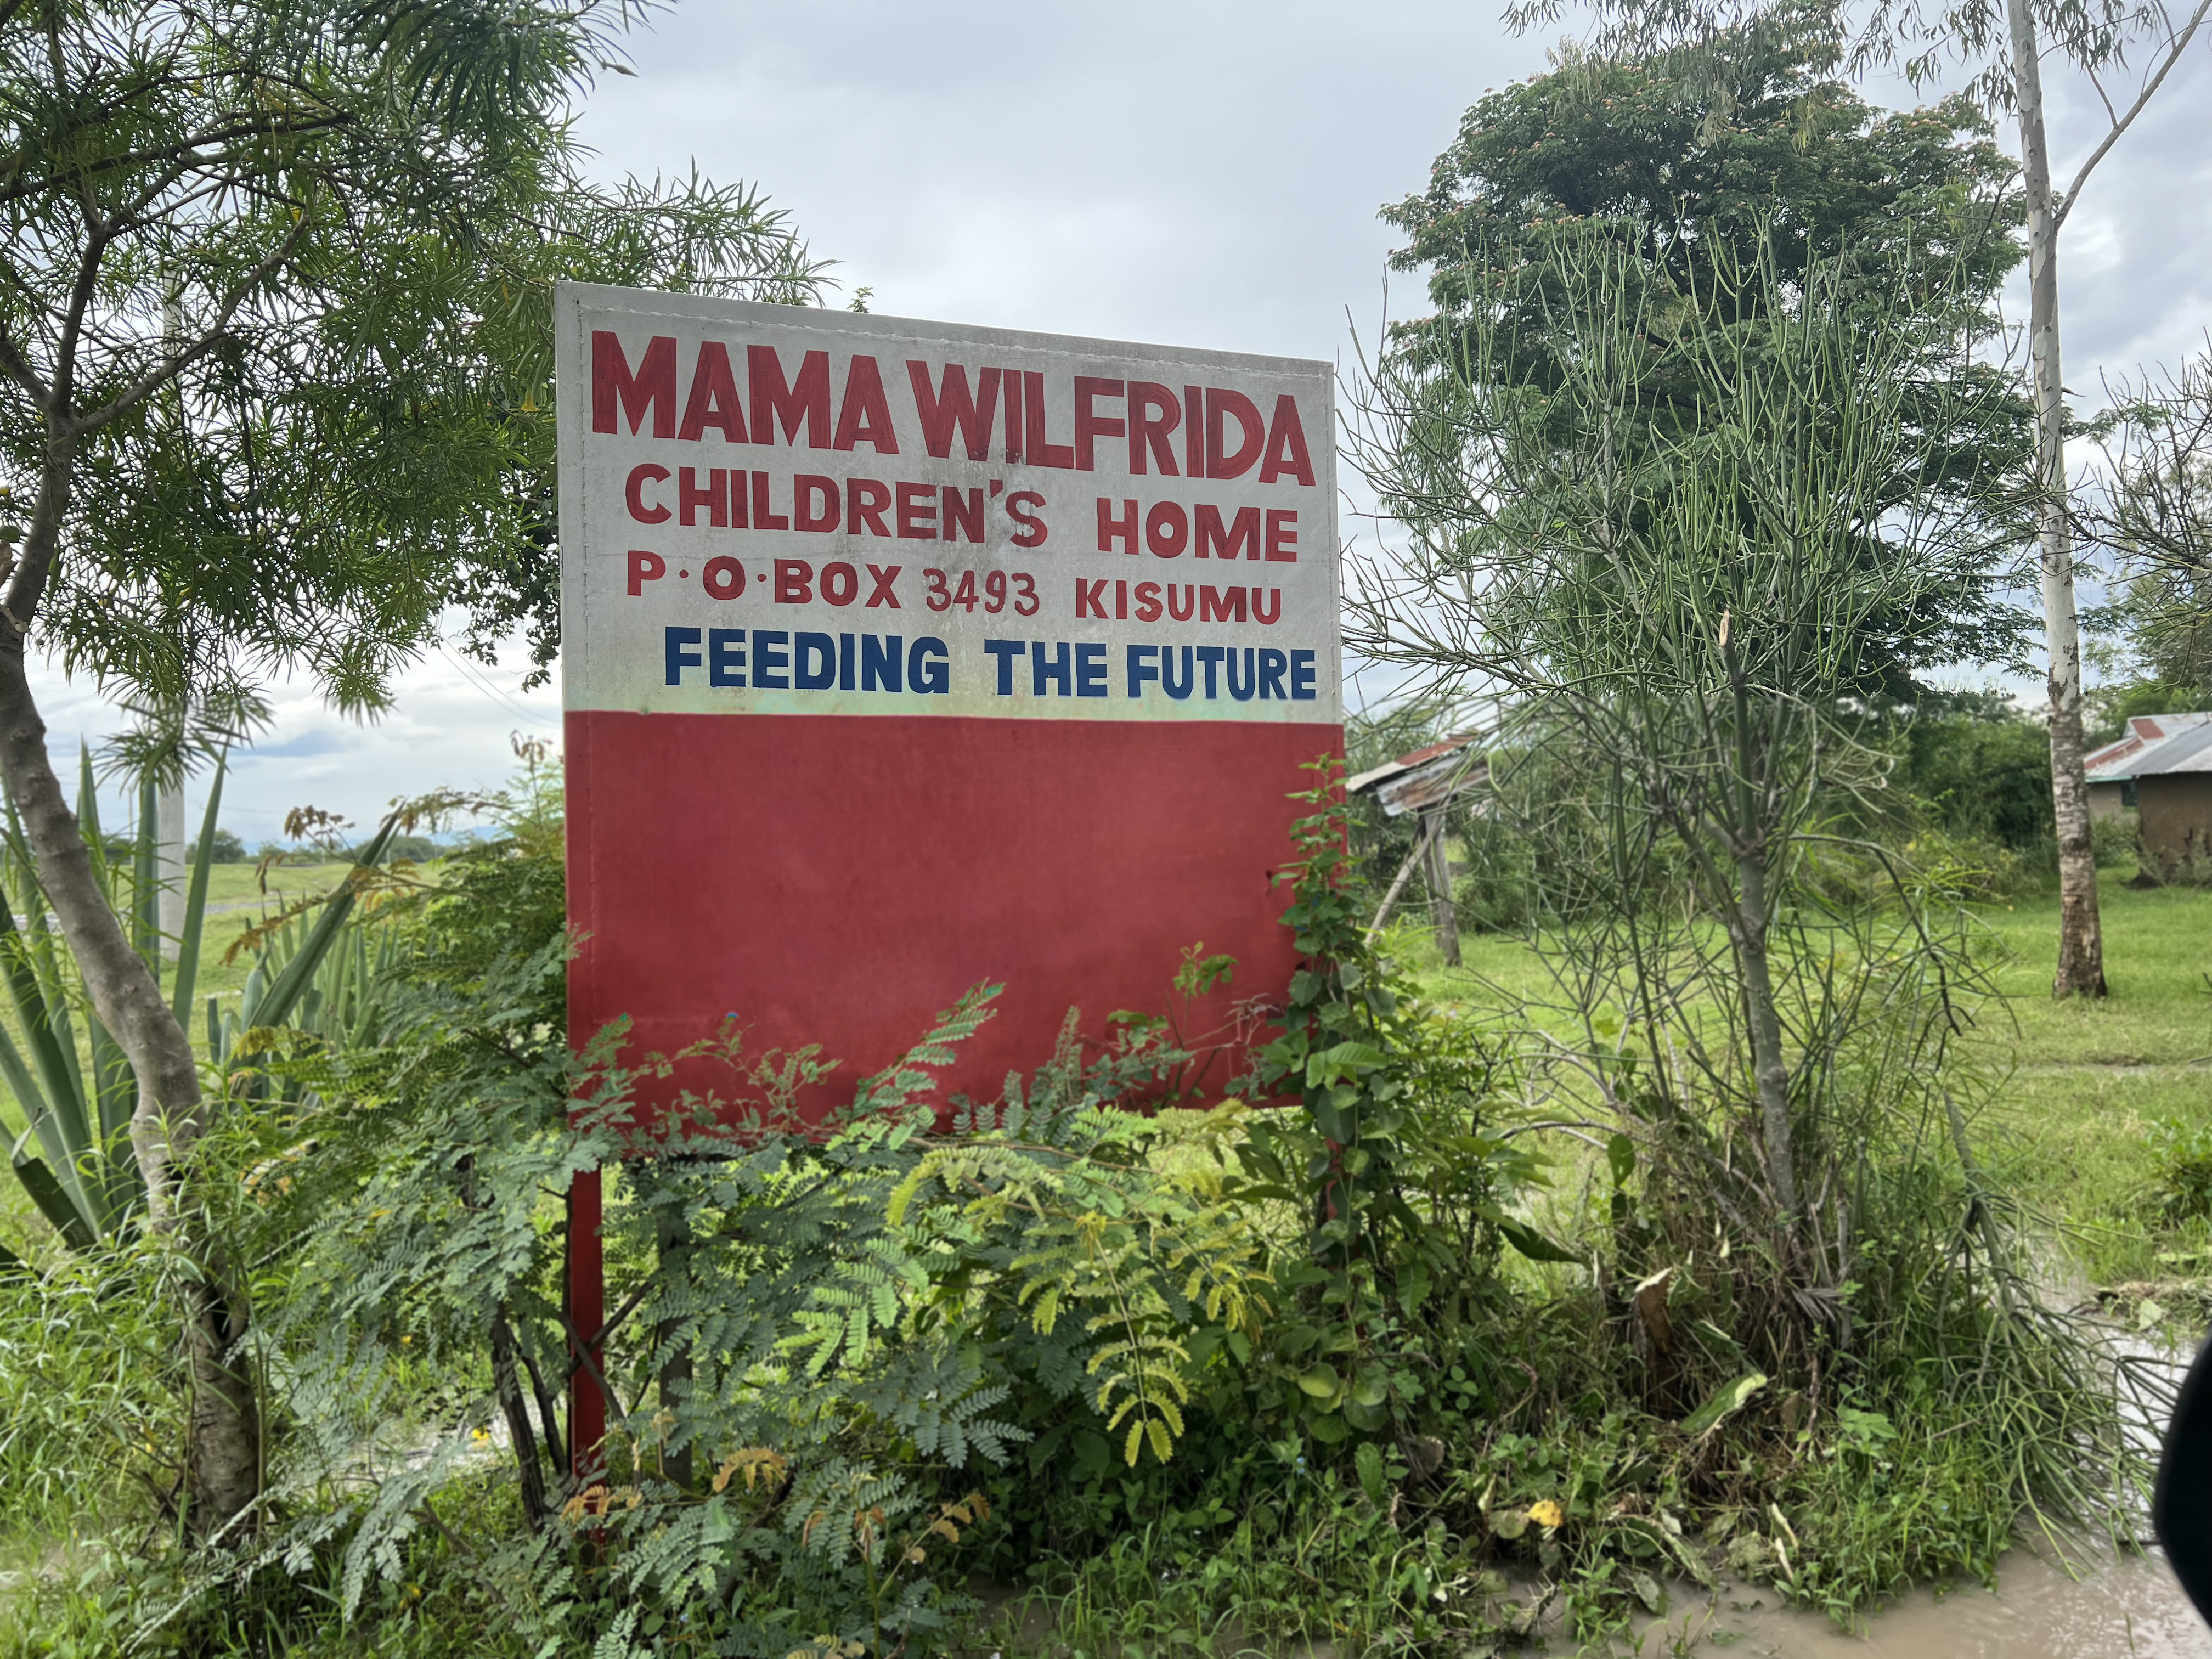 MAMA WILFRIDA
CHILDREN'S HOME
P·O·BOX 3493 KISUMU
FEEDING THE FUTURE